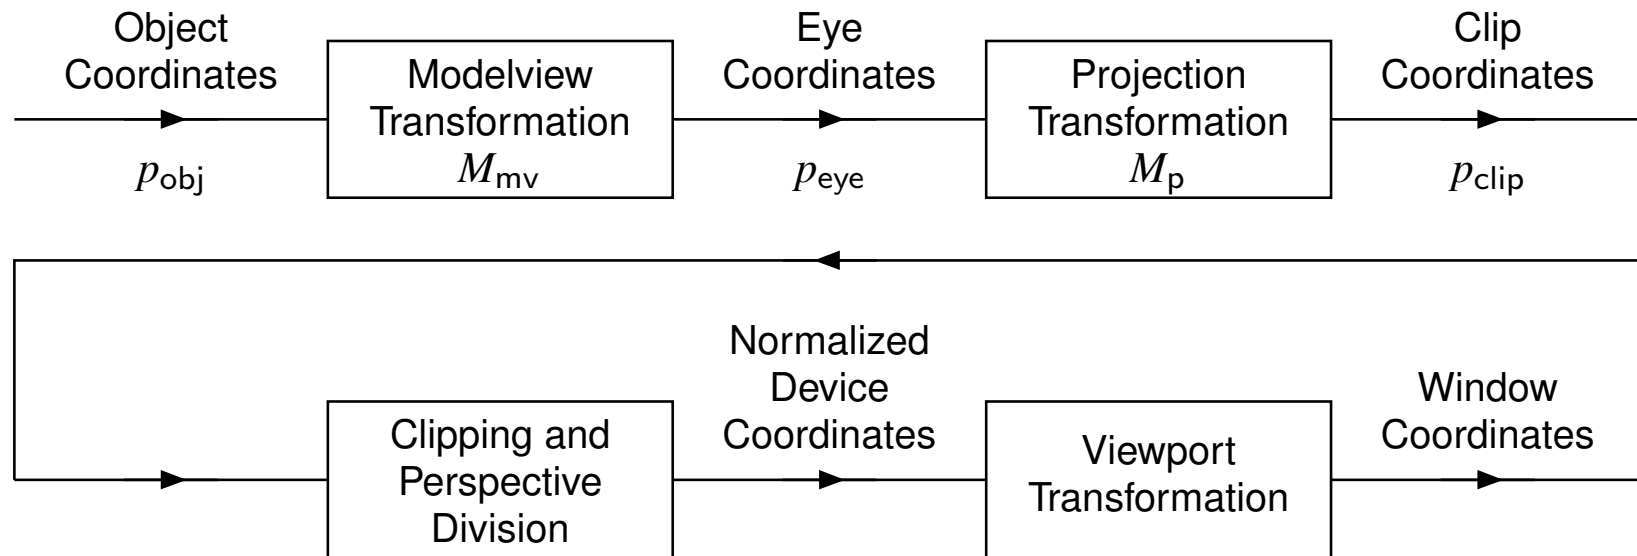 Object
Coordinates
Modelview
Transformation
M_mv
Eye
Coordinates
Projection
Transformation
M_p
Clip
Coordinates
p_obj
p_eye
p_clip
Clipping and
Perspective
Division
Normalized
Device
Coordinates
Viewport
Transformation
Window
Coordinates